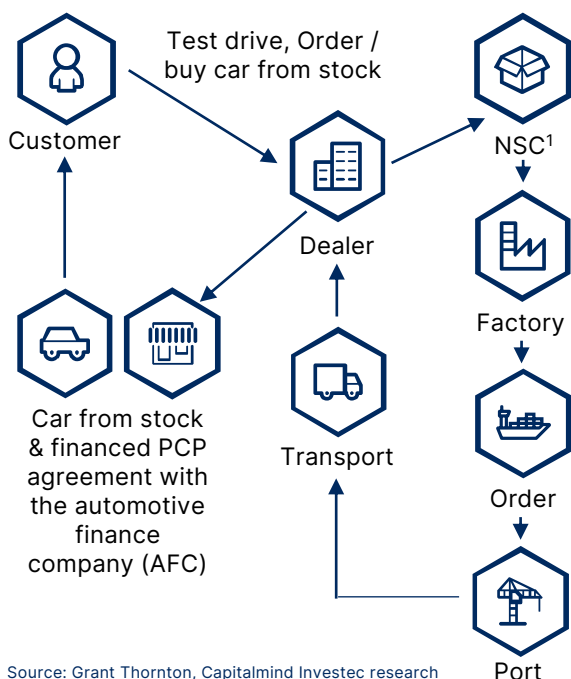 Test drive, Order /
buy car from stock
Customer
NSC¹
Dealer
Factory
Car from stock
& financed PCP
agreement with
the automotive
finance
company (AFC)
Transport
Order
Port
Source: Grant Thornton, Capitalmind Investec research